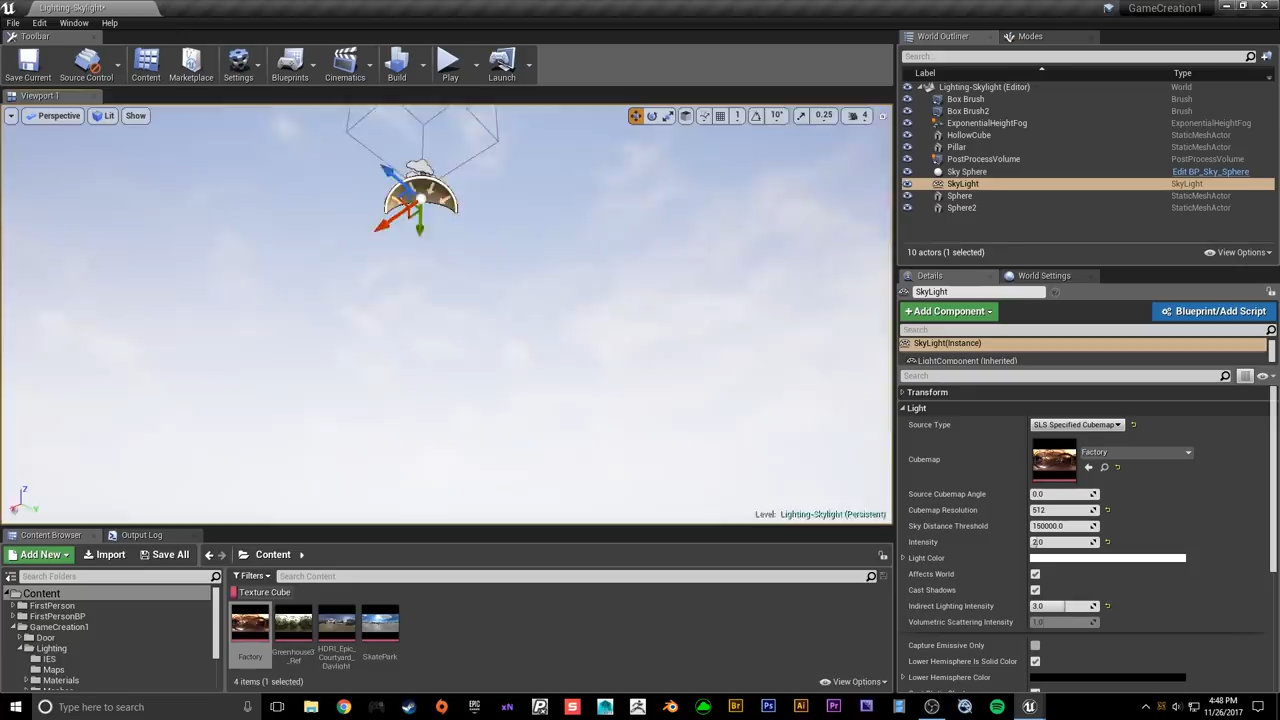 Lighting-Skylight*
GameCreation1
File Edit Window Help
Toolbar
World Outliner Modes
Search...
Save Current Source Control Content Marketplace Settings Blueprints Cinematics Build Play Launch
Label Type
Lighting-Skylight (Editor) World
Box Brush Brush
Box Brush2 Brush
ExponentialHeightFog ExponentialHeightFog
HollowCube StaticMeshActor
Pillar StaticMeshActor
PostProcessVolume PostProcessVolume
Sky Sphere Edit BP_Sky_Sphere
SkyLight SkyLight
Sphere StaticMeshActor
Sphere2 StaticMeshActor
10 actors (1 selected) View Options
Viewport 1
Perspective Lit Show 10° 0.25 4
Level: Lighting-Skylight (Persistent)
Details World Settings
SkyLight
+Add Component Blueprint/Add Script
Search
SkyLight(Instance)
LightComponent (Inherited)
Search
Transform
Light
Source Type SLS Specified Cubemap
Cubemap Factory
Source Cubemap Angle 0.0
Cubemap Resolution 512
Sky Distance Threshold 150000.0
Intensity 2.0
Light Color
Affects World
Cast Shadows
Indirect Lighting Intensity 3.0
Volumetric Scattering Intensity 1.0
Capture Emissive Only
Lower Hemisphere Is Solid Color
Lower Hemisphere Color
Content Browser Output Log
Add New Import Save All Content
Search Folders Filters Search Content
Content
FirstPerson
FirstPersonBP
GameCreation1
Door
Lighting
IES
Maps
Materials
Texture Cube
Factory
Greenhouse3_Ref
HDRI_Epic_Courtyard_Daylight
SkatePark
4 items (1 selected) View Options
Type here to search
4:48 PM
11/26/2017